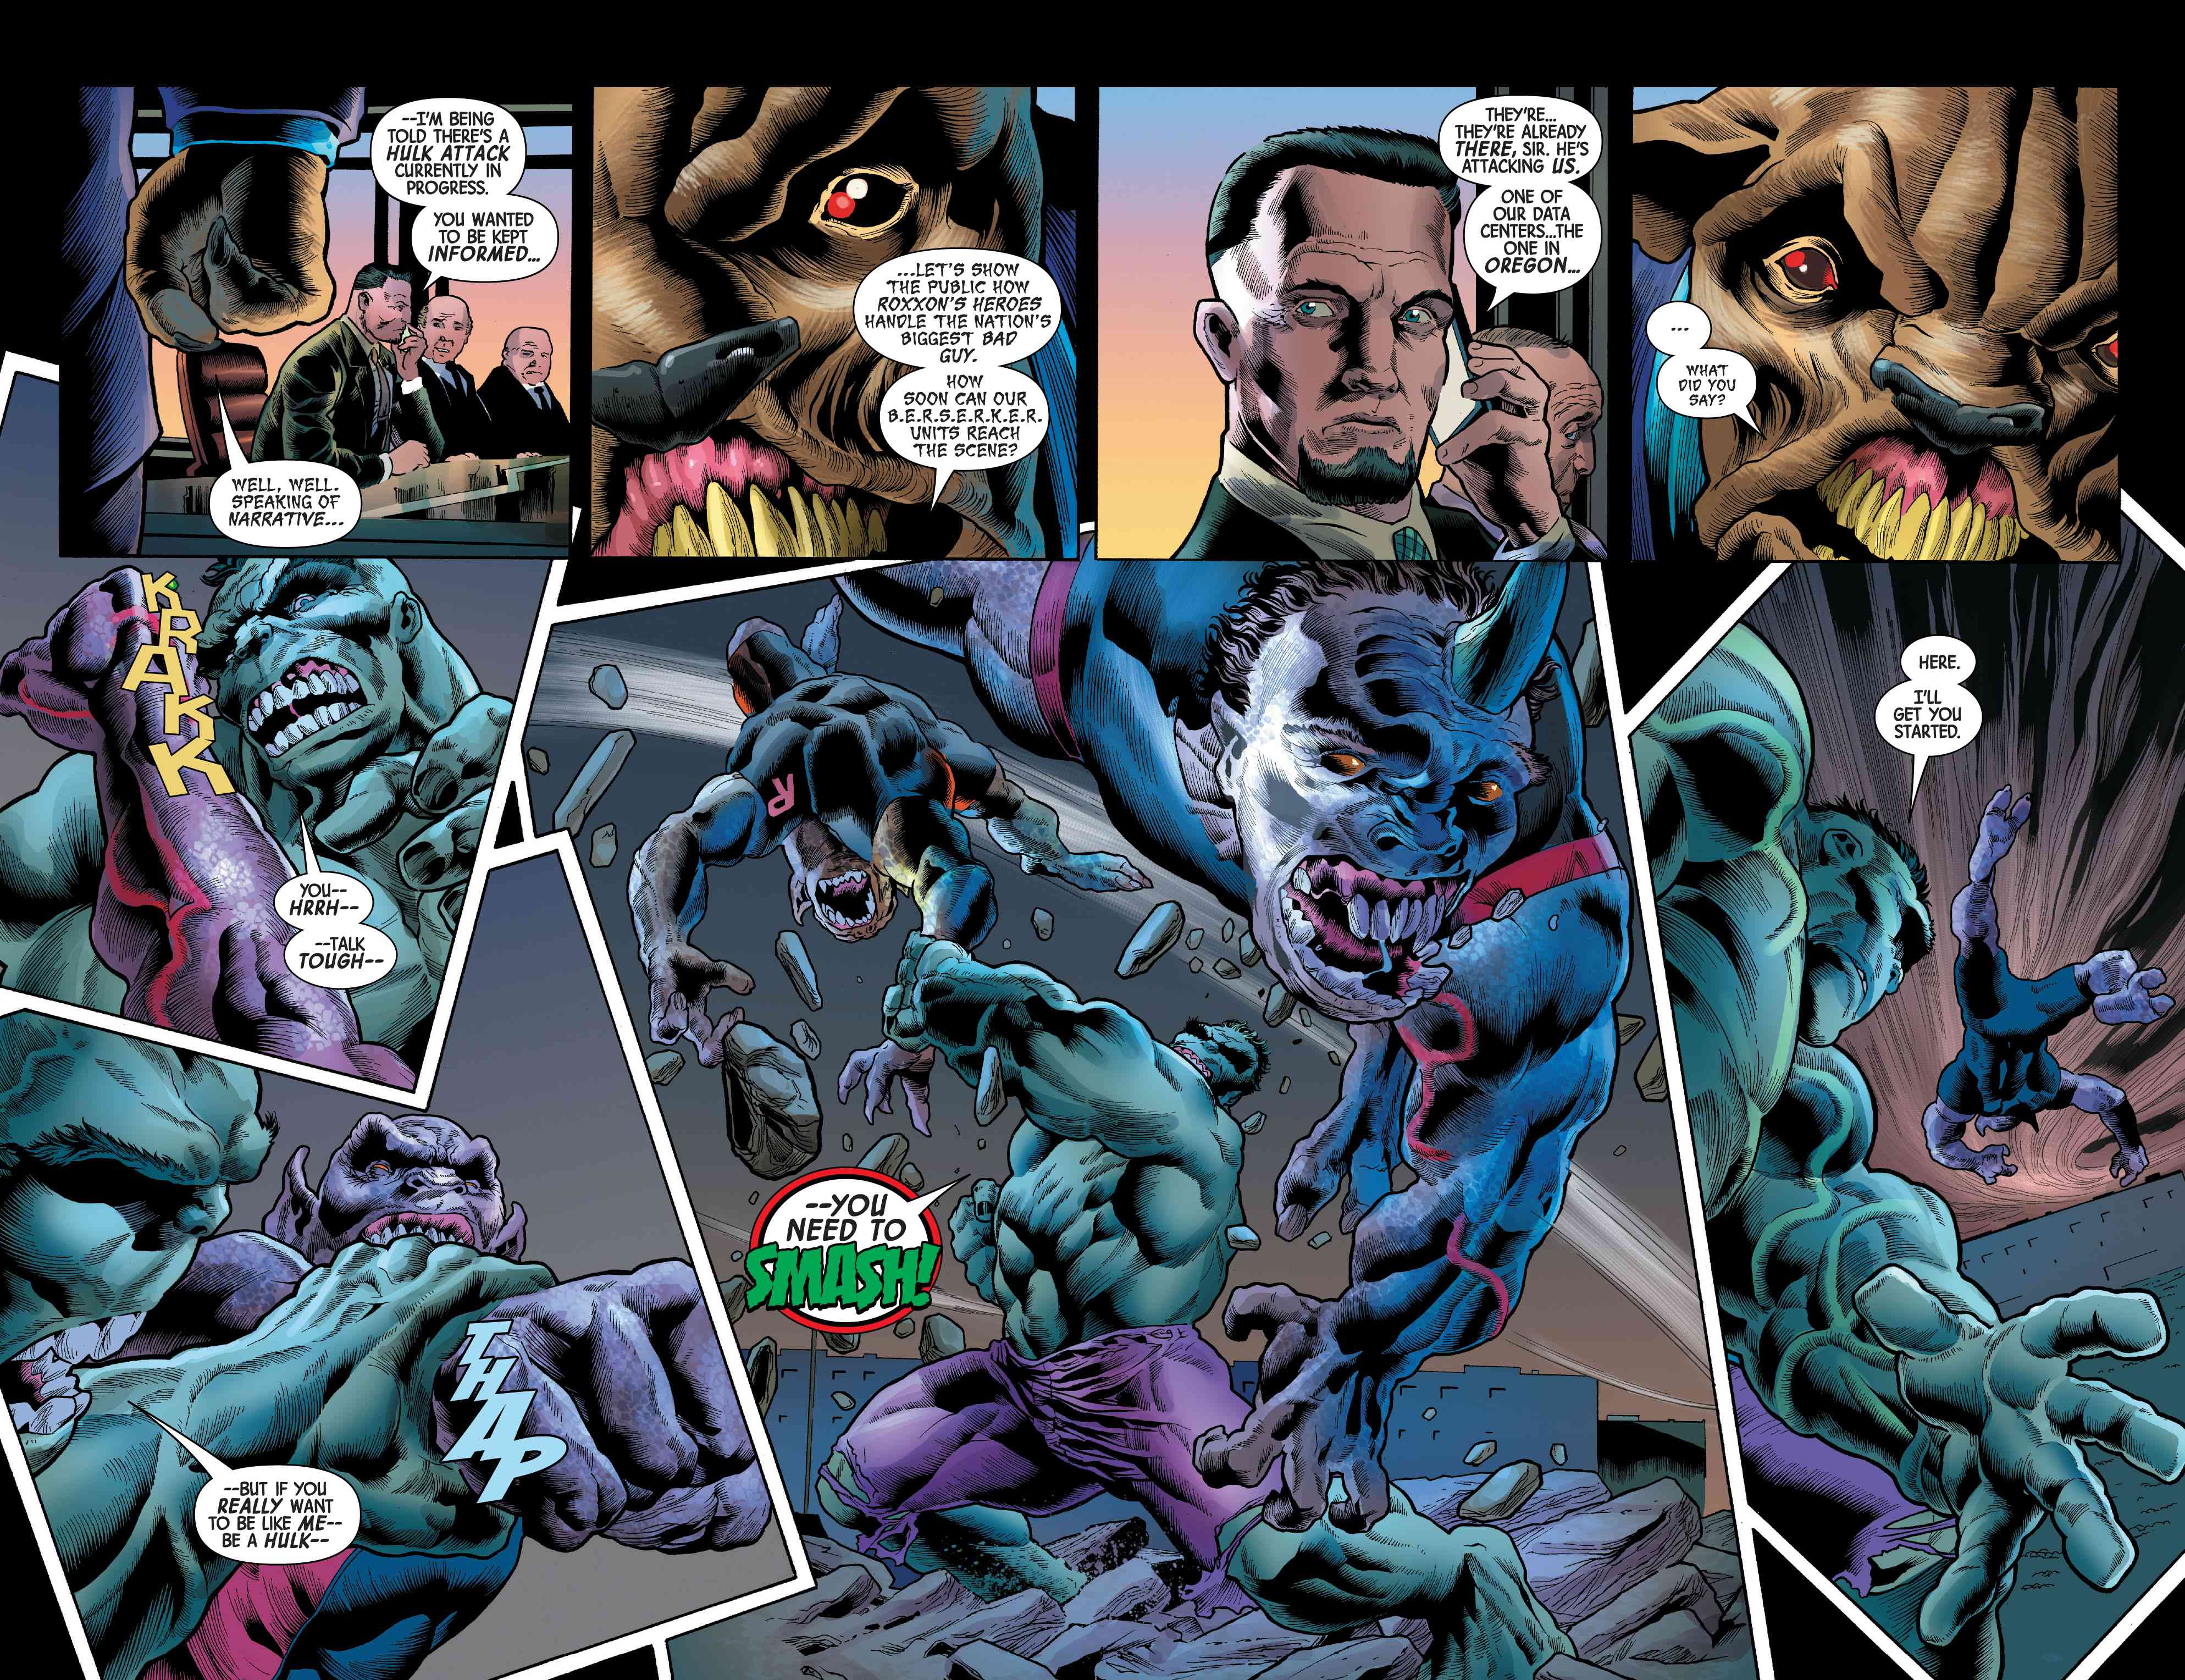 --I'M BEING
TOLD THERE'S A
HULK ATTACK
CURRENTLY IN
PROGRESS.
YOU WANTED
TO BE KEPT
INFORMED...
WELL, WELL.
SPEAKING OF
NARRATIVE...
...LET'S SHOW
THE PUBLIC HOW
ROXXON'S HEROES
HANDLE THE NATION'S
BIGGEST BAD
GUY.
HOW
SOON CAN OUR
B.E.R.S.E.R.K.E.R.
UNITS REACH
THE SCENE?
THEY'RE...
THEY'RE ALREADY
THERE, SIR. HE'S
ATTACKING US.
ONE OF
OUR DATA
CENTERS...THE
ONE IN
OREGON...
...
WHAT
DID YOU
SAY?
KRAKK
YOU--
HRRH--
--TALK
TOUGH--
THAP
--BUT IF YOU
REALLY WANT
TO BE LIKE ME--
BE A HULK--
R
--YOU
NEED TO
SMASH!
HERE.
I'LL
GET YOU
STARTED.